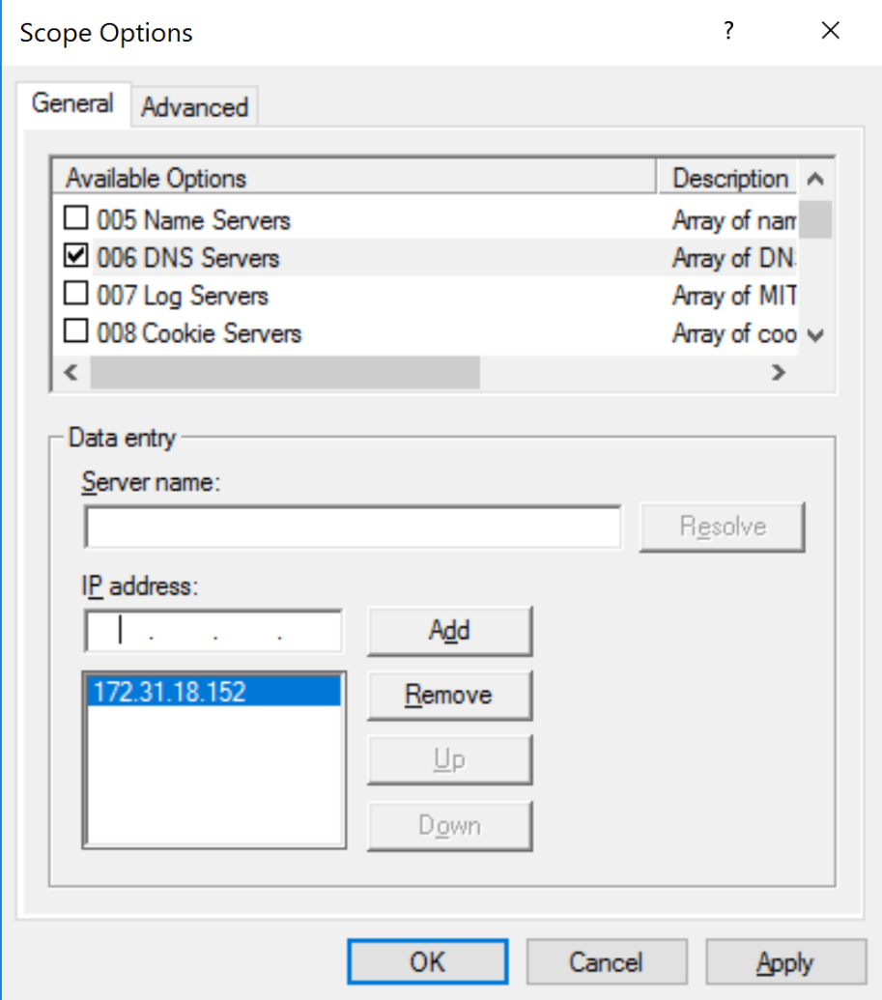 Scope Options ?
General Advanced
Available Options Description
005 Name Servers Array of nam
006 DNS Servers Array of DN
007 Log Servers Array of MIT
008 Cookie Servers Array of coo
Data entry
Server name:
Resolve
IP address:
. . . Add
172.31.18.152 Remove
Up
Down
OK Cancel Apply